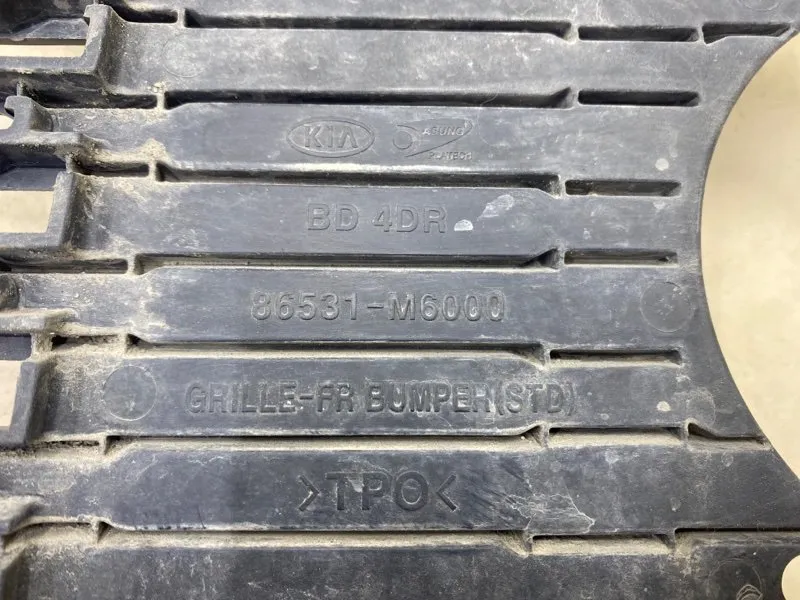 KIA ASUNG
BD 4DR
86531-M6000
GRILLE-FR BUMPER(STD)
>TPO<